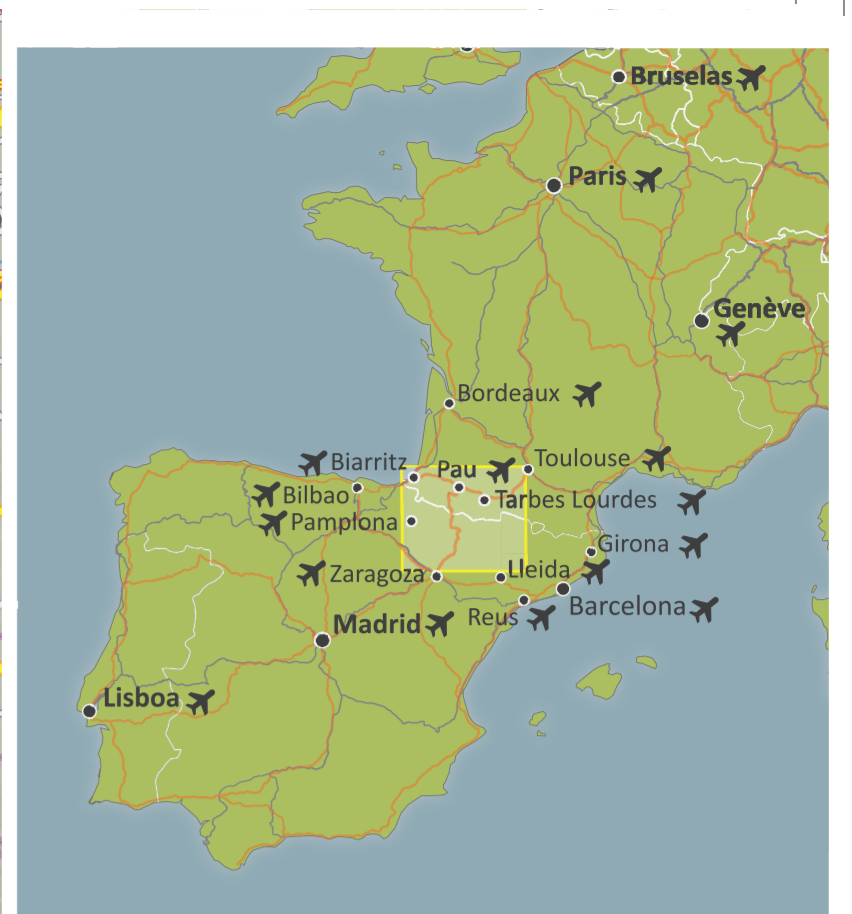 Bruselas
Paris
Genève
Bordeaux
Biarritz
Pau
Toulouse
Bilbao
Tarbes Lourdes
Pamplona
Girona
Zaragoza
Lleida
Madrid
Reus
Barcelona
Lisboa